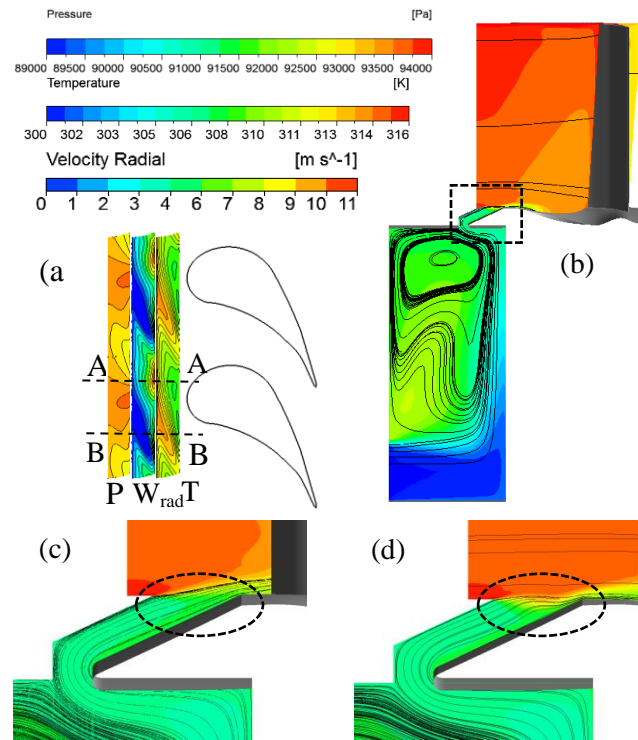 Pressure [Pa]
89000 89500 90000 90500 91000 91500 92000 92500 93000 93500 94000
Temperature [K]
300 302 303 305 306 308 310 311 313 314 316
Velocity Radial [m s^-1]
0 1 2 3 4 6 7 8 9 10 11
(a
(b)
A A
B B
P W rad T
(c)
(d)